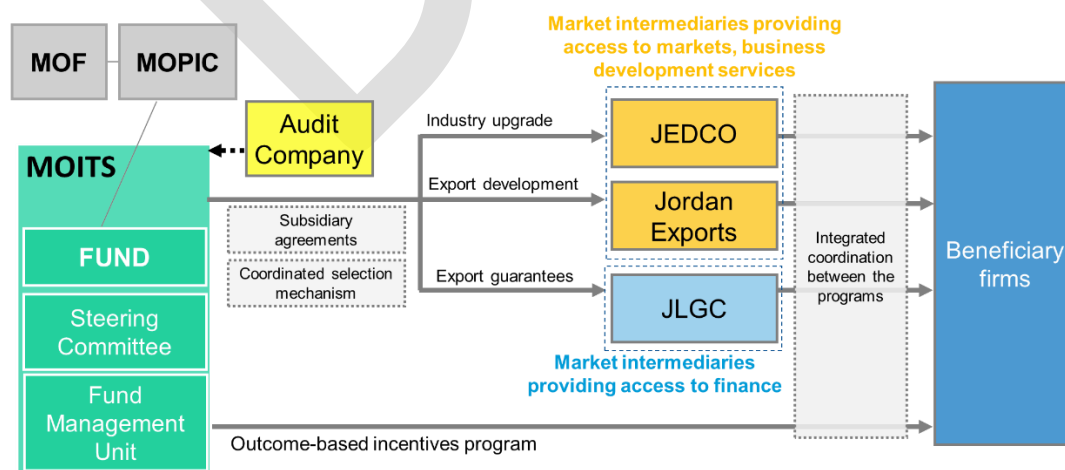 MOF
MOPIC
Market intermediaries providing
access to markets, business
development services
Audit
Company
MOITS
FUND
Steering
Committee
Fund
Management
Unit
Industry upgrade
Export development
Subsidiary
agreements
Coordinated selection
mechanism
Export guarantees
JEDCO
Jordan
Exports
JLGC
Market intermediaries
providing access to finance
Integrated
coordination
between the
programs
Beneficiary
firms
Outcome-based incentives program